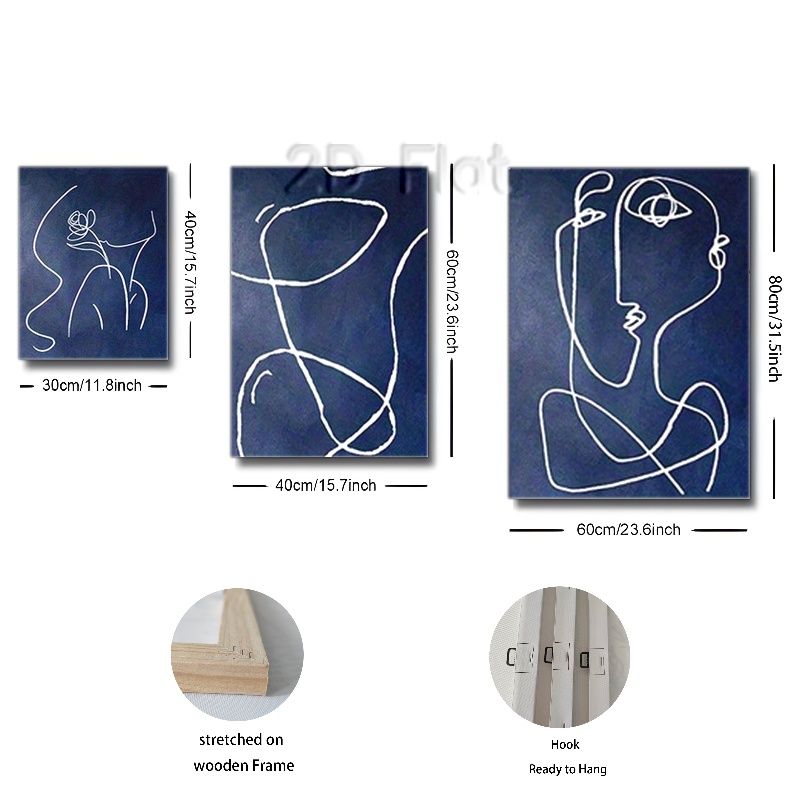 2D Flat
40cm/15.7inch
30cm/11.8inch
60cm/23.6inch
40cm/15.7inch
80cm/31.5inch
60cm/23.6inch
stretched on
wooden Frame
Hook
Ready to Hang